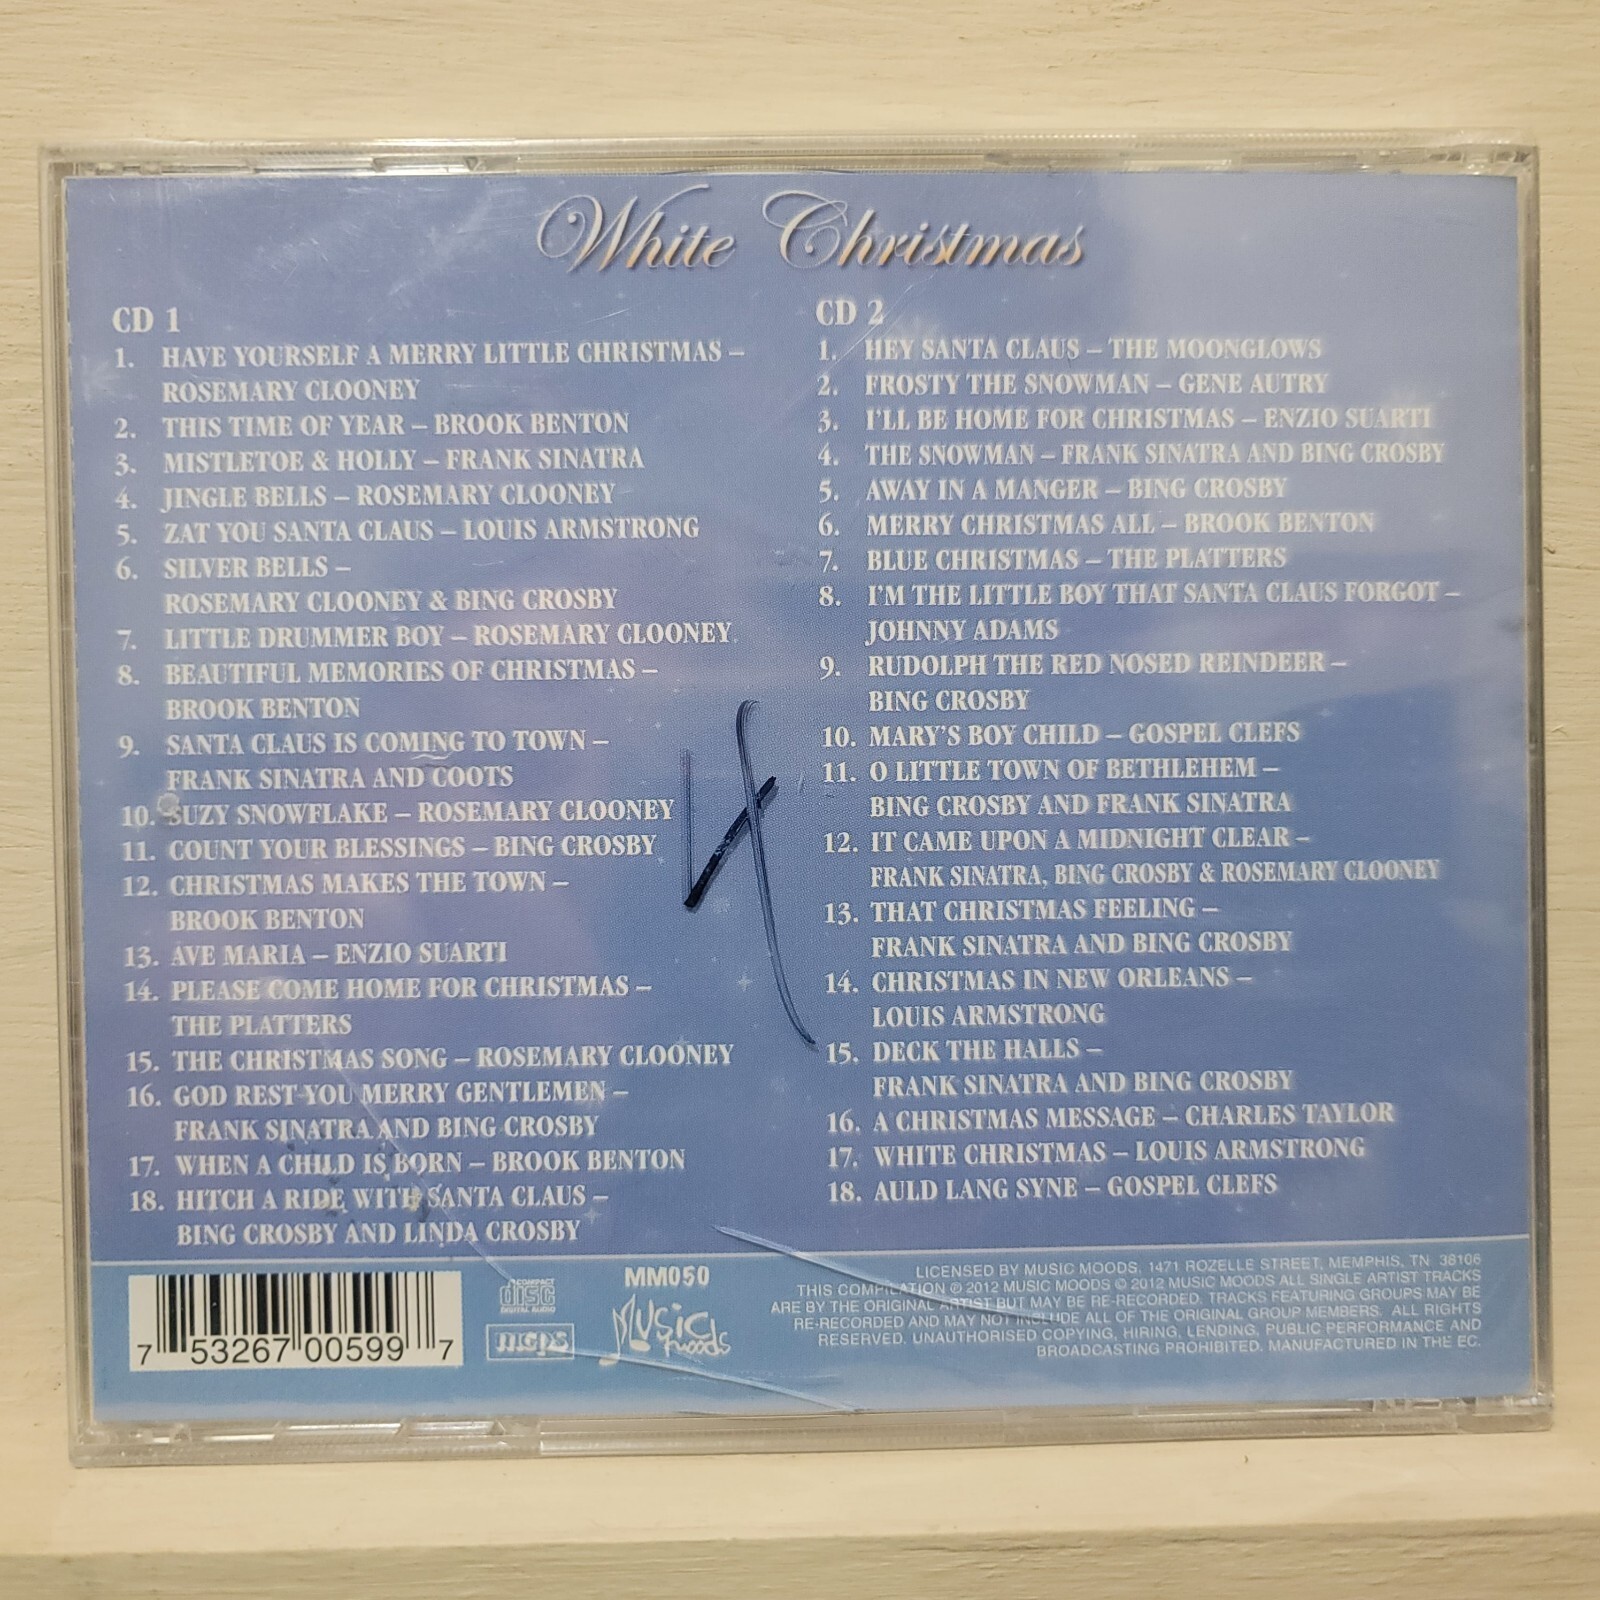 White Christmas
CD 1
1. HAVE YOURSELF A MERRY LITTLE CHRISTMAS –
ROSEMARY CLOONEY
2. THIS TIME OF YEAR – BROOK BENTON
3. MISTLETOE & HOLLY – FRANK SINATRA
4. JINGLE BELLS – ROSEMARY CLOONEY
5. ZAT YOU SANTA CLAUS – LOUIS ARMSTRONG
6. SILVER BELLS –
ROSEMARY CLOONEY & BING CROSBY
7. LITTLE DRUMMER BOY – ROSEMARY CLOONEY
8. BEAUTIFUL MEMORIES OF CHRISTMAS –
BROOK BENTON
9. SANTA CLAUS IS COMING TO TOWN –
FRANK SINATRA AND COOTS
10. SUZY SNOWFLAKE – ROSEMARY CLOONEY
11. COUNT YOUR BLESSINGS – BING CROSBY
12. CHRISTMAS MAKES THE TOWN –
BROOK BENTON
13. AVE MARIA – ENZIO SUARTI
14. PLEASE COME HOME FOR CHRISTMAS –
THE PLATTERS
15. THE CHRISTMAS SONG – ROSEMARY CLOONEY
16. GOD REST YOU MERRY GENTLEMEN –
FRANK SINATRA AND BING CROSBY
17. WHEN A CHILD IS BORN – BROOK BENTON
18. HITCH A RIDE WITH SANTA CLAUS –
BING CROSBY AND LINDA CROSBY
CD 2
1. HEY SANTA CLAUS – THE MOONGLOWS
2. FROSTY THE SNOWMAN – GENE AUTRY
3. I'LL BE HOME FOR CHRISTMAS – ENZIO SUARTI
4. THE SNOWMAN – FRANK SINATRA AND BING CROSBY
5. AWAY IN A MANGER – BING CROSBY
6. MERRY CHRISTMAS ALL – BROOK BENTON
7. BLUE CHRISTMAS – THE PLATTERS
8. I'M THE LITTLE BOY THAT SANTA CLAUS FORGOT –
JOHNNY ADAMS
9. RUDOLPH THE RED NOSED REINDEER –
BING CROSBY
10. MARY'S BOY CHILD – GOSPEL CLEFS
11. O LITTLE TOWN OF BETHLEHEM –
BING CROSBY AND FRANK SINATRA
12. IT CAME UPON A MIDNIGHT CLEAR –
FRANK SINATRA, BING CROSBY & ROSEMARY CLOONEY
13. THAT CHRISTMAS FEELING –
FRANK SINATRA AND BING CROSBY
14. CHRISTMAS IN NEW ORLEANS –
LOUIS ARMSTRONG
15. DECK THE HALLS –
FRANK SINATRA AND BING CROSBY
16. A CHRISTMAS MESSAGE – CHARLES TAYLOR
17. WHITE CHRISTMAS – LOUIS ARMSTRONG
18. AULD LANG SYNE – GOSPEL CLEFS
7 53267 00599 7
COMPACT
disc
DIGITAL AUDIO
mcps
MM050
Music
moods
LICENSED BY MUSIC MOODS, 1471 ROZELLE STREET, MEMPHIS, TN 38106
THIS COMPILATION ℗ 2012 MUSIC MOODS © 2012 MUSIC MOODS ALL SINGLE ARTIST TRACKS
ARE BY THE ORIGINAL ARTIST BUT MAY BE RE-RECORDED. TRACKS FEATURING GROUPS MAY BE
RE-RECORDED AND MAY NOT INCLUDE ALL OF THE ORIGINAL GROUP MEMBERS. ALL RIGHTS
RESERVED. UNAUTHORISED COPYING, HIRING, LENDING, PUBLIC PERFORMANCE AND
BROADCASTING PROHIBITED. MANUFACTURED IN THE EC.